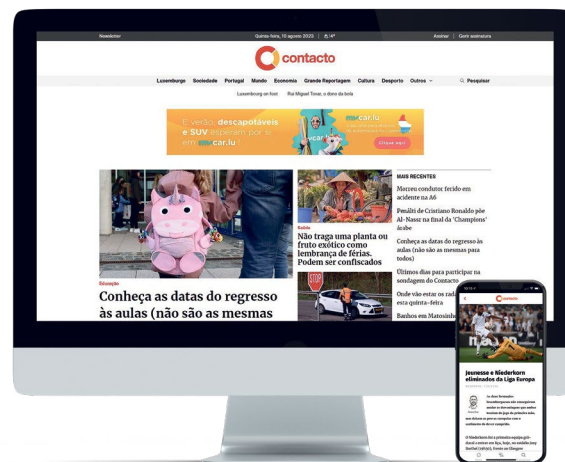 Newsletter
Quinta-feira, 10 agosto 2023 | 14°
Assinar | Gerir assinatura
contacto
Luxemburgo Sociedade Portugal Mundo Economia Grande Reportagem Cultura Desporto Outros Pesquisar
Luxembourg on foot Rui Miguel Tovar, o dono da bola
É verão, descapotáveis
e SUV esperam por si
em mycar.lu !
mycar.lu
Clique aqui
MAIS RECENTES
Morreu condutor ferido em
acidente na A6
Penálti de Cristiano Ronaldo põe
Al-Nassr na final da 'Champions'
árabe
Conheça as datas do regresso às
aulas (não são as mesmas para
todos)
Últimos dias para participar na
sondagem do Contacto
Onde vão estar os
esta quinta-feira
Banhos em
Não traga uma planta ou
fruto exótico como
lembrança de férias.
Podem ser confiscados
STOP
Educação
Conheça as datas do regresso
às aulas (não são as mesmas
contacto
Jeunesse e Niederkorn
eliminados da Liga Europa